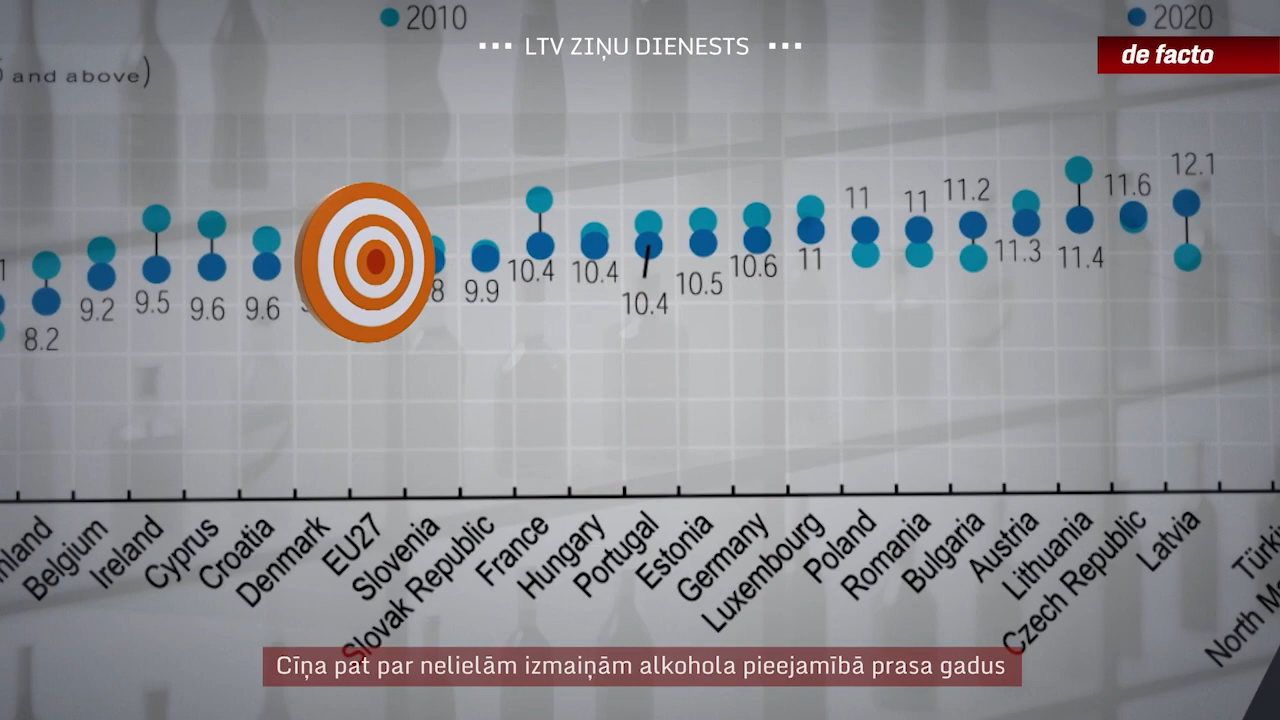 2010
2020
LTV ZIŅU DIENESTS
de facto
and above)
8.2
9.2
9.5
9.6
9.6
8
9.9
10.4
10.4
10.4
10.5
10.6
11
11
11
11.2
11.3
11.4
11.6
12.1
Belgium
Ireland
Cyprus
Croatia
Denmark
EU27
Slovenia
Slovak Republic
France
Hungary
Portugal
Estonia
Germany
Luxembourg
Poland
Romania
Bulgaria
Austria
Lithuania
Czech Republic
Latvia
North
Cīņa pat par nelielām izmaiņām alkohola pieejamībā prasa gadus